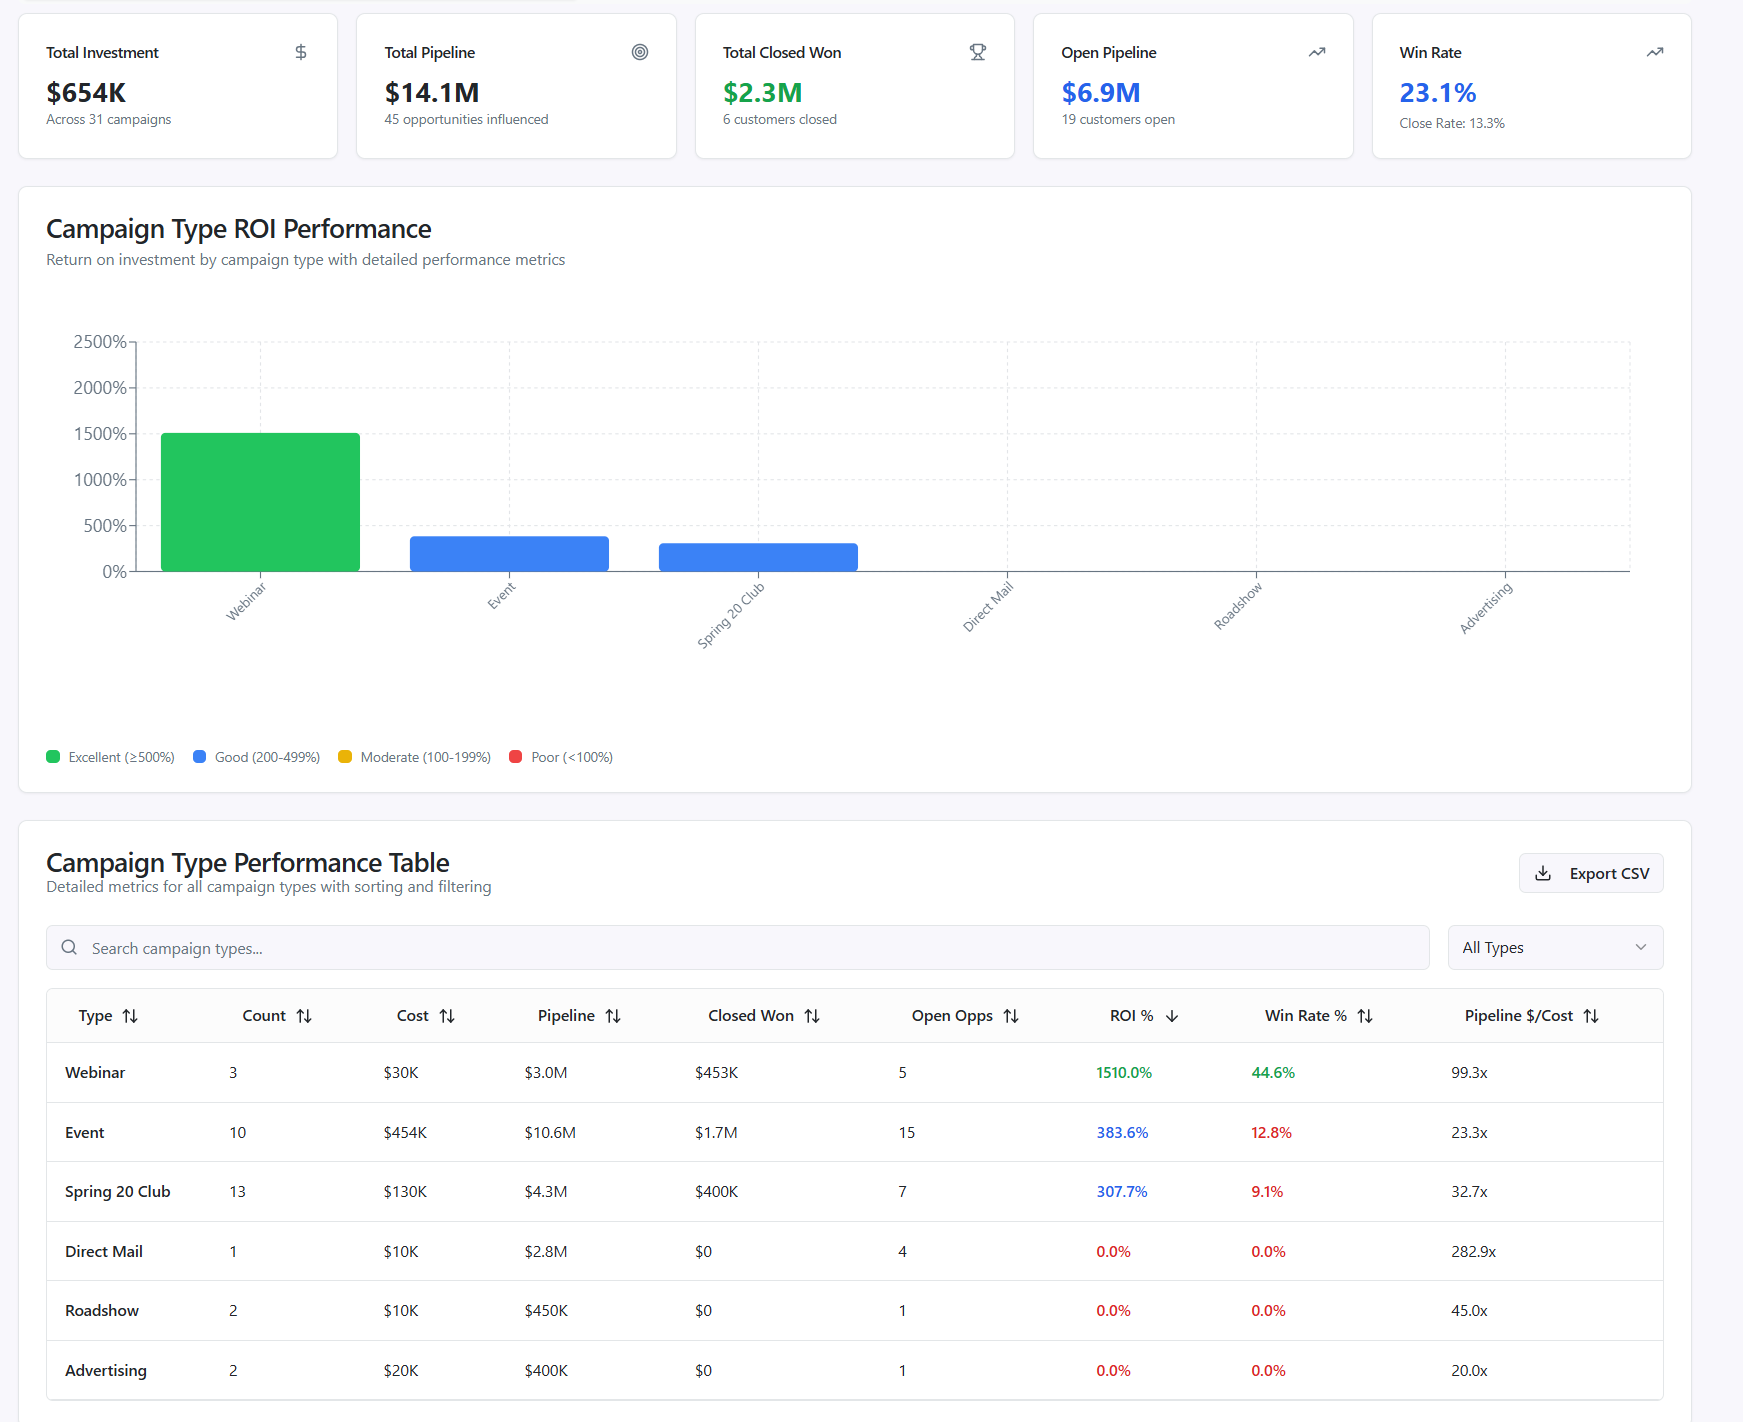 Total Investment
$654K
Across 31 campaigns
Total Pipeline
$14.1M
45 opportunities influenced
Total Closed Won
$2.3M
6 customers closed
Open Pipeline
$6.9M
19 customers open
Win Rate
23.1%
Close Rate: 13.3%
Campaign Type ROI Performance
Return on investment by campaign type with detailed performance metrics
2500%
2000%
1500%
1000%
500%
0%
Webinar
Event
Spring 20 Club
Direct Mail
Roadshow
Advertising
Excellent (≥500%) Good (200-499%) Moderate (100-199%) Poor (<100%)
Campaign Type Performance Table
Detailed metrics for all campaign types with sorting and filtering
Export CSV
Search campaign types...
All Types
Type Count Cost Pipeline Closed Won Open Opps ROI % Win Rate % Pipeline $/Cost
Webinar 3 $30K $3.0M $453K 5 1510.0% 44.6% 99.3x
Event 10 $454K $10.6M $1.7M 15 383.6% 12.8% 23.3x
Spring 20 Club 13 $130K $4.3M $400K 7 307.7% 9.1% 32.7x
Direct Mail 1 $10K $2.8M $0 4 0.0% 0.0% 282.9x
Roadshow 2 $10K $450K $0 1 0.0% 0.0% 45.0x
Advertising 2 $20K $400K $0 1 0.0% 0.0% 20.0x